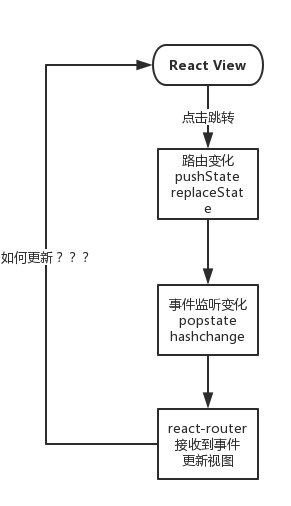 React View
点击跳转
路由变化
pushState
replaceStat
e
如何更新？？？
事件监听变化
popstate
hashchange
react-router
接收到事件
更新视图